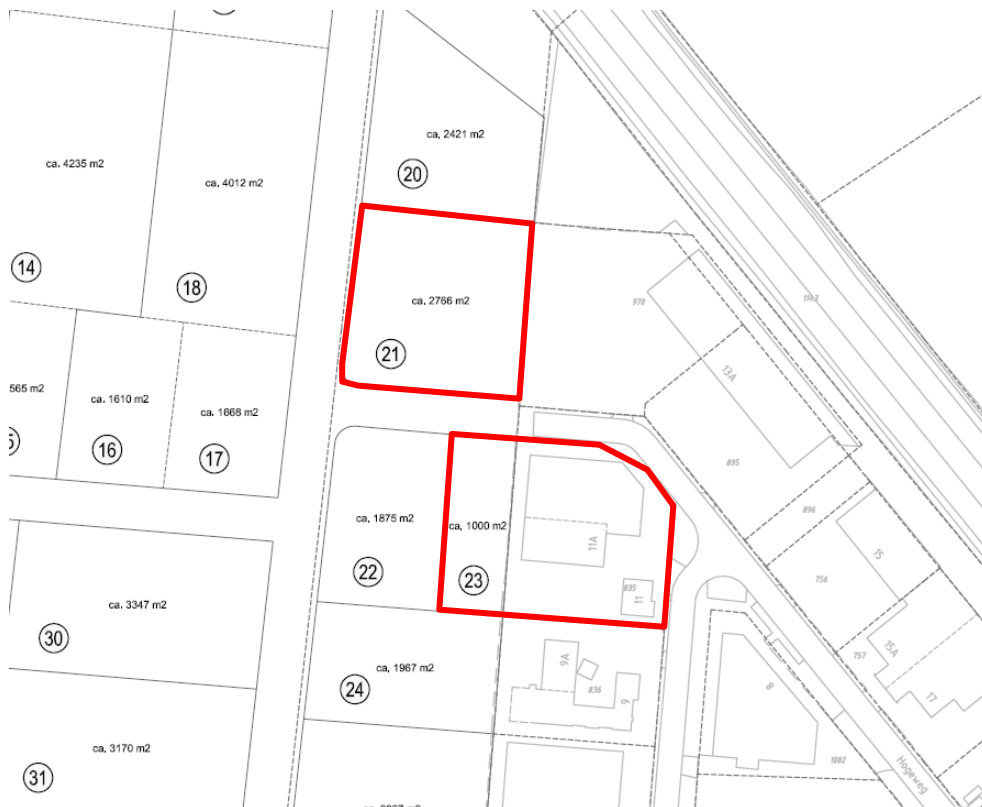 ca. 2421 m2
20
ca. 4235 m2
ca. 4012 m2
14
18
ca. 2766 m2
21
970
1143
13A
565 m2
ca. 1610 m2
ca. 1668 m2
16
17
895
896
ca. 1875 m2
ca. 1000 m2
22
23
11A
835
11
15
756
757
15A
17
ca. 3347 m2
30
ca. 1967 m2
24
9A
836
9
8
1082
Hogeweg
ca. 3170 m2
31